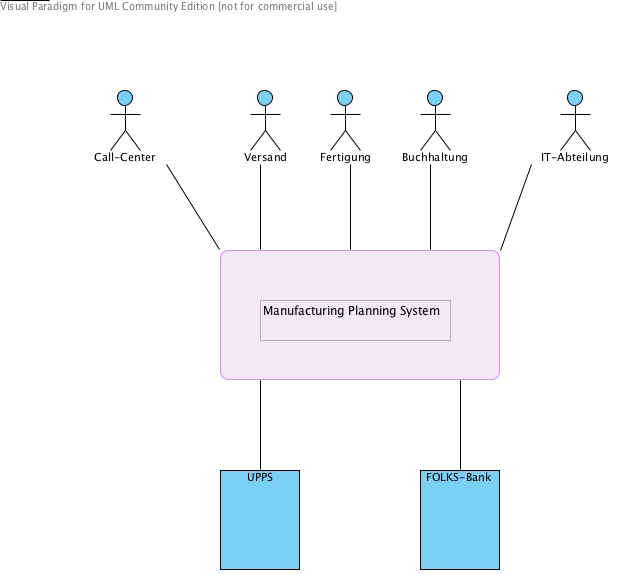 Visual Paradigm for UML Community Edition [not for commercial use]
Call-Center
Versand
Fertigung
Buchhaltung
IT-Abteilung
Manufacturing Planning System
UPPS
FOLKS-Bank